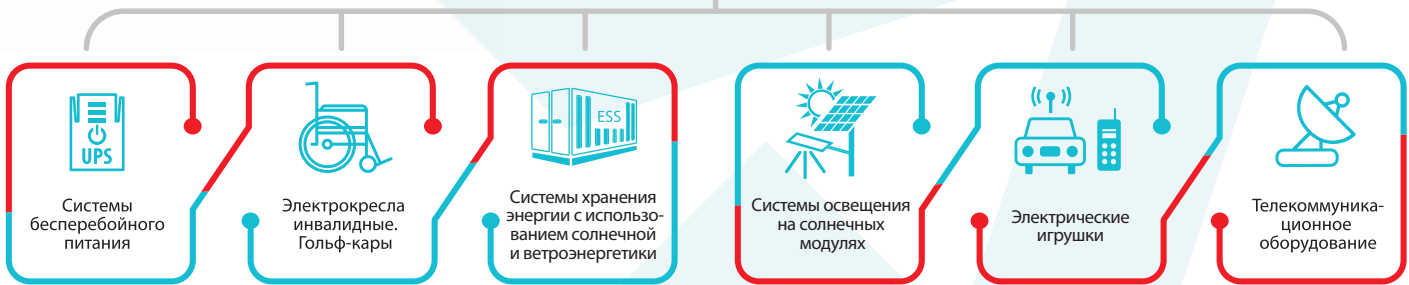 UPS
Системы
бесперебойного
питания
Электрокресла
инвалидные.
Гольф-кары
ESS
Системы хранения
энергии с использо-
ванием солнечной
и ветроэнергетики
Системы освещения
на солнечных
модулях
Электрические
игрушки
Телекоммуника-
ционное
оборудование